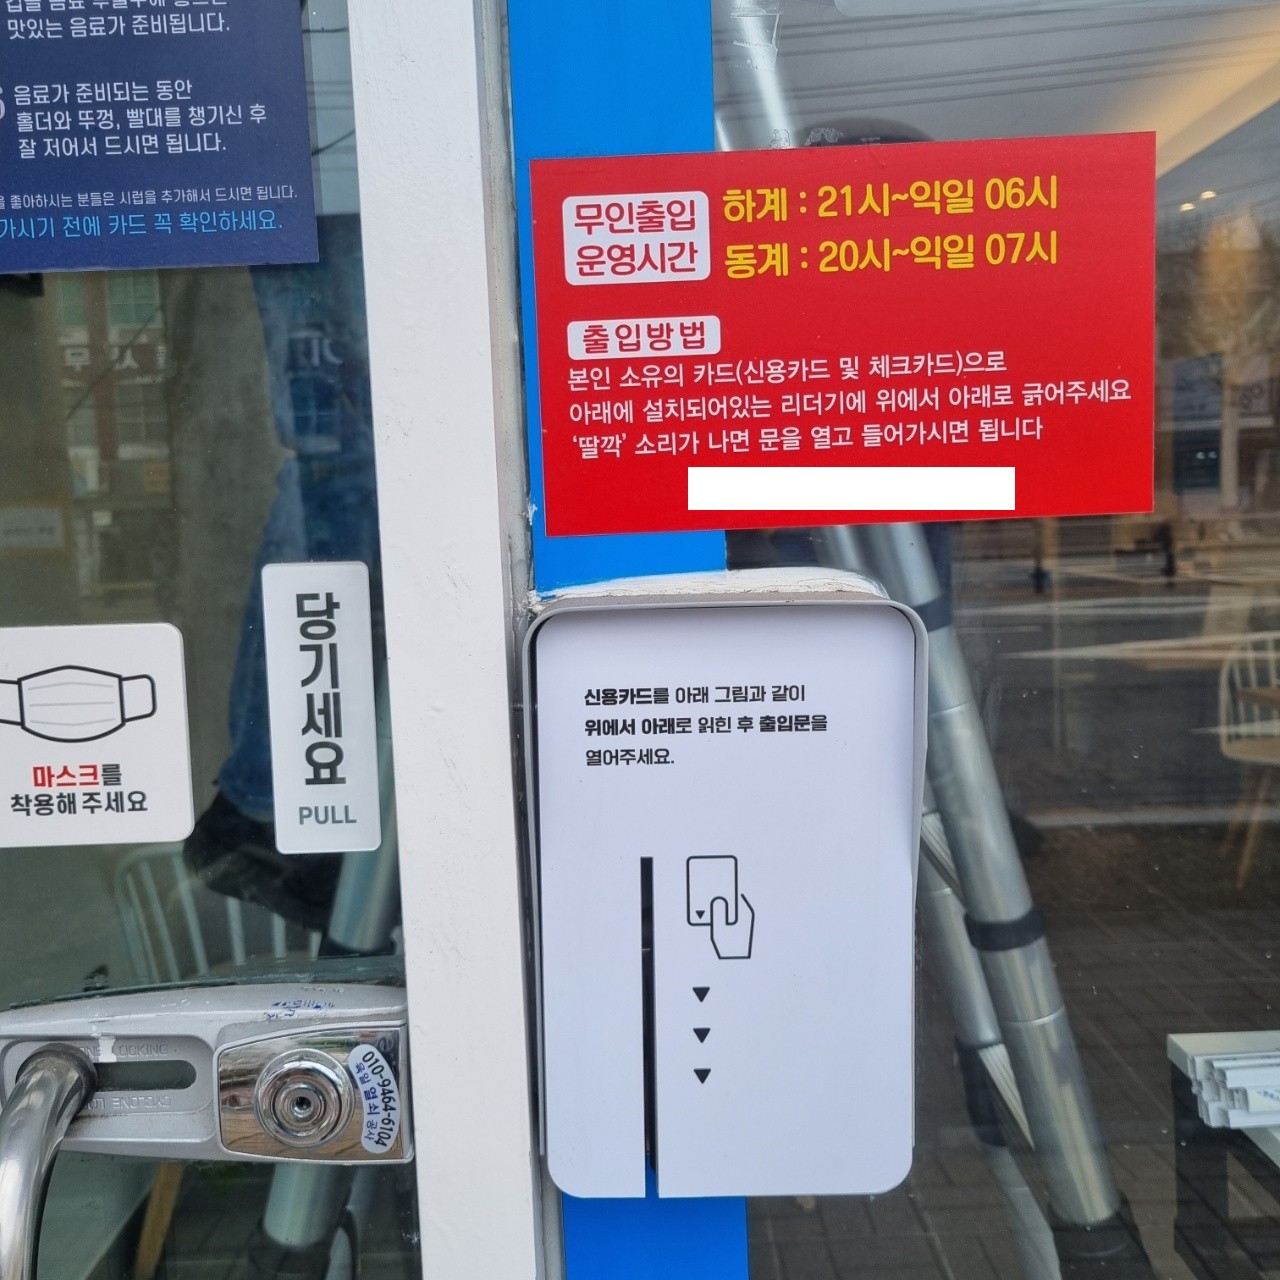 맛있는 음료가 준비됩니다.
음료가 준비되는 동안
홀더와 뚜껑, 빨대를 챙기신 후
잘 저어서 드시면 됩니다.
좋아하시는 분들은 시럽을 추가해서 드시면 됩니다.
가시기 전에 카드 꼭 확인하세요.
무인출입
운영시간
하계 : 21시~익일 06시
동계 : 20시~익일 07시
출입방법
본인 소유의 카드(신용카드 및 체크카드)으로
아래에 설치되어있는 리더기에 위에서 아래로 긁어주세요
‘딸깍’ 소리가 나면 문을 열고 들어가시면 됩니다
당기세요
PULL
마스크를
착용해 주세요
신용카드를 아래 그림과 같이
위에서 아래로 읽힌 후 출입문을
열어주세요.
LOCKING
010-9464-6104
열쇠 공사